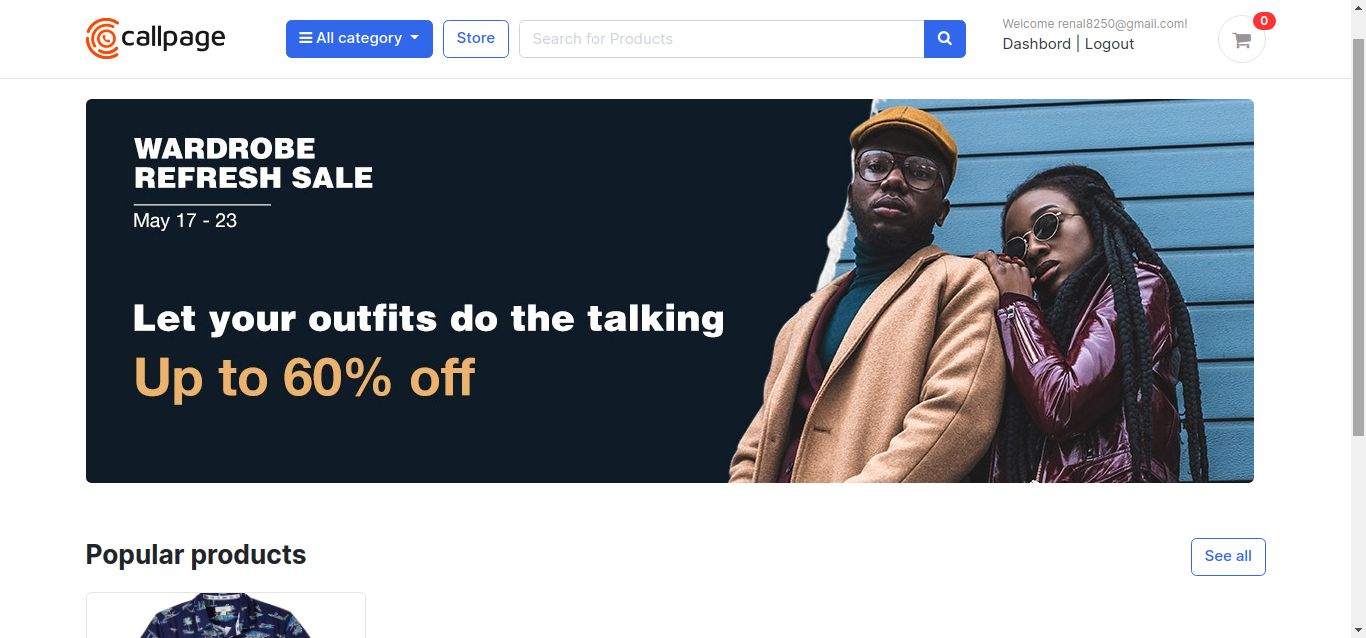 callpage
All category
Store
Search for Products
Welcome renal8250@gmail.com!
Dashbord | Logout
0
WARDROBE
REFRESH SALE
May 17 - 23
Let your outfits do the talking
Up to 60% off
Popular products
See all